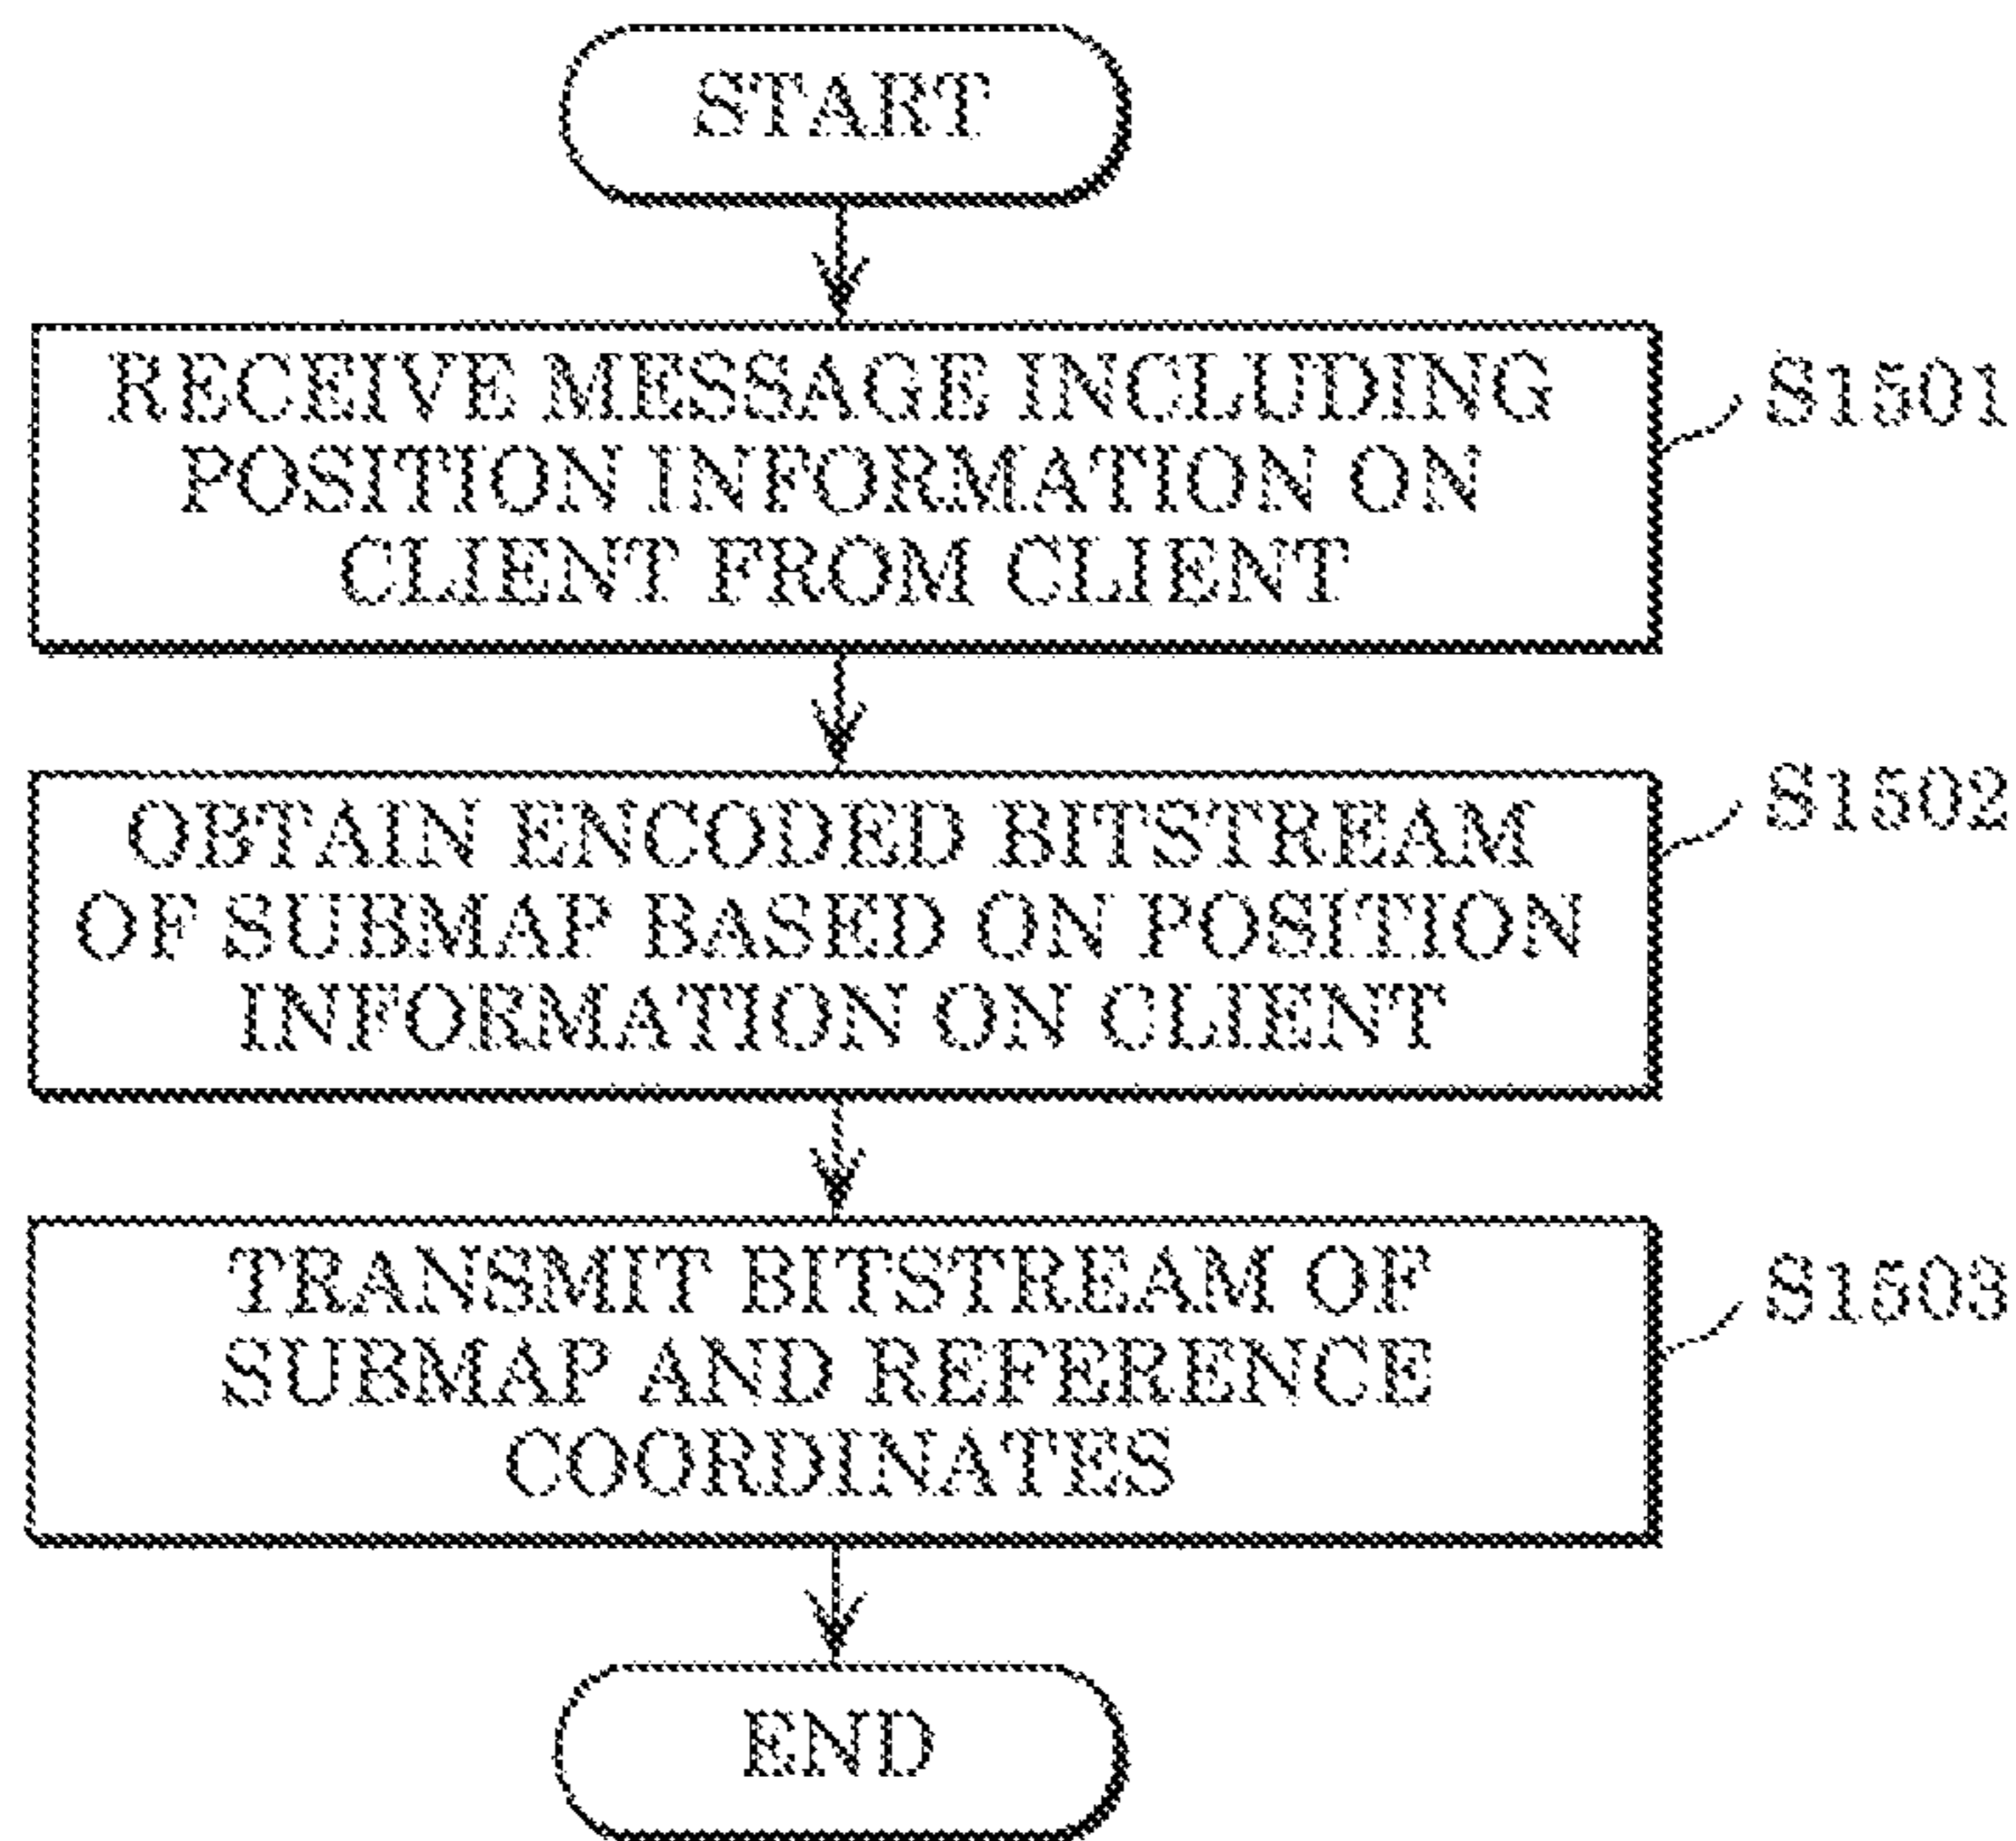 START
RECEIVE MESSAGE INCLUDING
POSITION INFORMATION ON
CLIENT FROM CLIENT
S1501
OBTAIN ENCODED BITSTREAM
OF SUBMAP BASED ON POSITION
INFORMATION ON CLIENT
S1502
TRANSMIT BITSTREAM OF
SUBMAP AND REFERENCE
COORDINATES
S1503
END